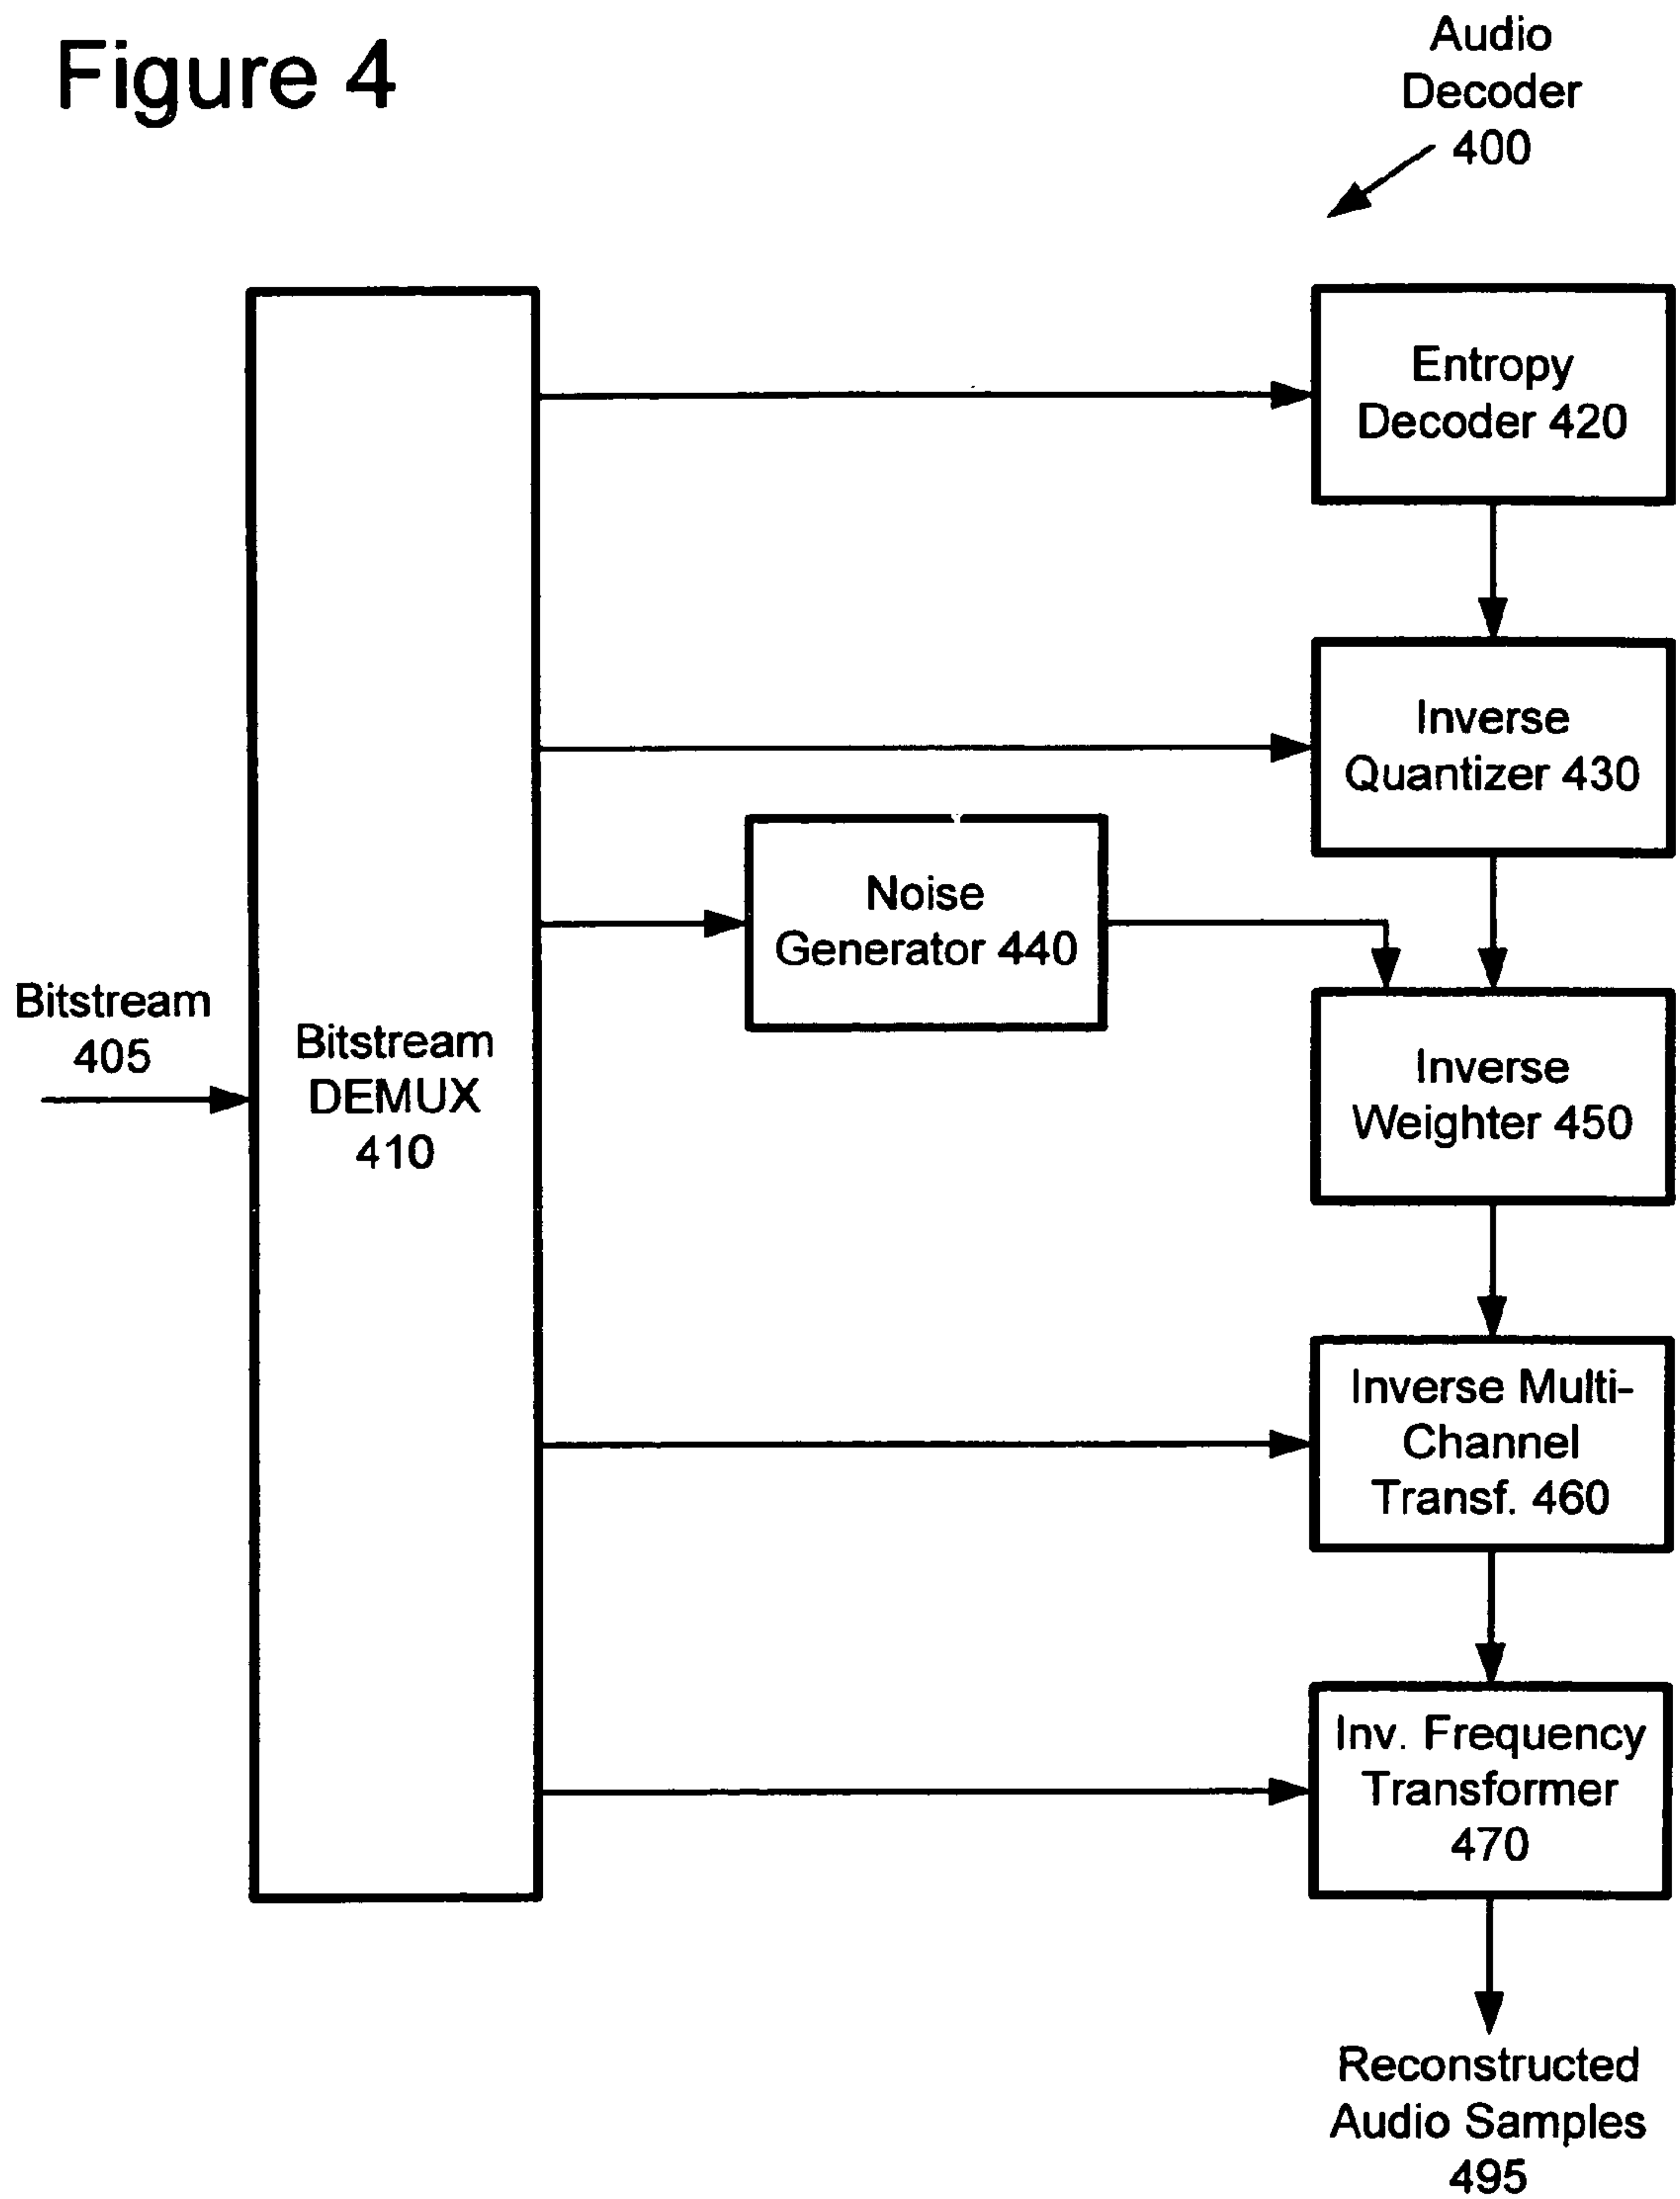 Figure 4
Audio
Decoder
400
Entropy
Decoder 420
Inverse
Quantizer 430
Noise
Generator 440
Bitstream
405
Bitstream
DEMUX
410
Inverse
Weighter 450
Inverse Multi-
Channel
Transf. 460
Inv. Frequency
Transformer
470
Reconstructed
Audio Samples
495